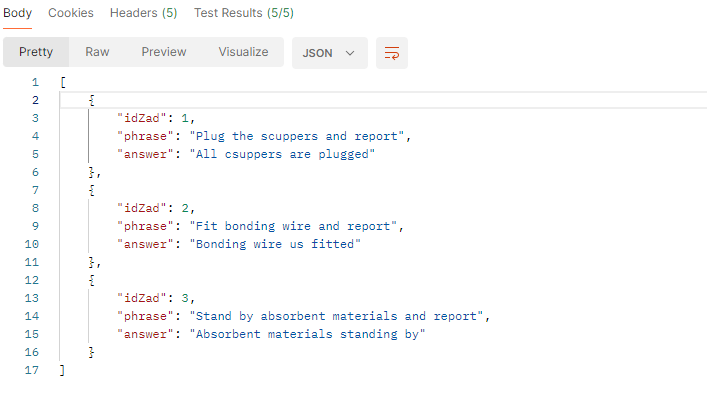 Body Cookies Headers (5) Test Results (5/5)
Pretty Raw Preview Visualize JSON
1 [
2 {
3 "idZad": 1,
4 "phrase": "Plug the scuppers and report",
5 "answer": "All csuppers are plugged"
6 },
7 {
8 "idZad": 2,
9 "phrase": "Fit bonding wire and report",
10 "answer": "Bonding wire us fitted"
11 },
12 {
13 "idZad": 3,
14 "phrase": "Stand by absorbent materials and report",
15 "answer": "Absorbent materials standing by"
16 }
17 ]